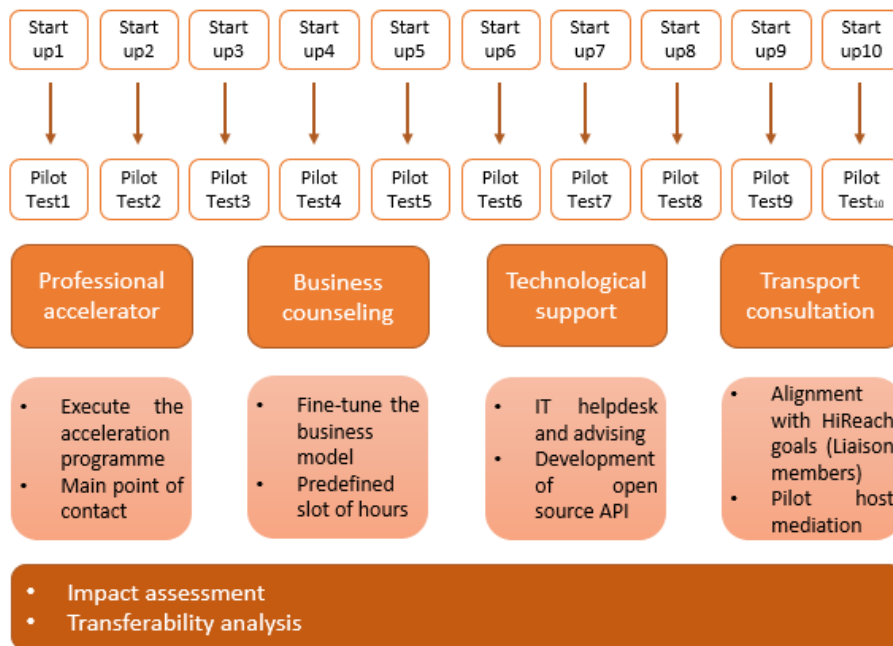 Start
up1
Start
up2
Start
up3
Start
up4
Start
up5
Start
up6
Start
up7
Start
up8
Start
up9
Start
up10
Pilot
Test1
Pilot
Test2
Pilot
Test3
Pilot
Test4
Pilot
Test5
Pilot
Test6
Pilot
Test7
Pilot
Test8
Pilot
Test9
Pilot
Test10
Professional
accelerator
Business
counseling
Technological
support
Transport
consultation
• Execute the
acceleration
programme
• Main point of
contact
• Fine-tune the
business
model
• Predefined
slot of hours
• IT helpdesk
and advising
• Development
of open
source API
• Alignment
with HiReach
goals (Liaison
members)
• Pilot host
mediation
• Impact assessment
• Transferability analysis